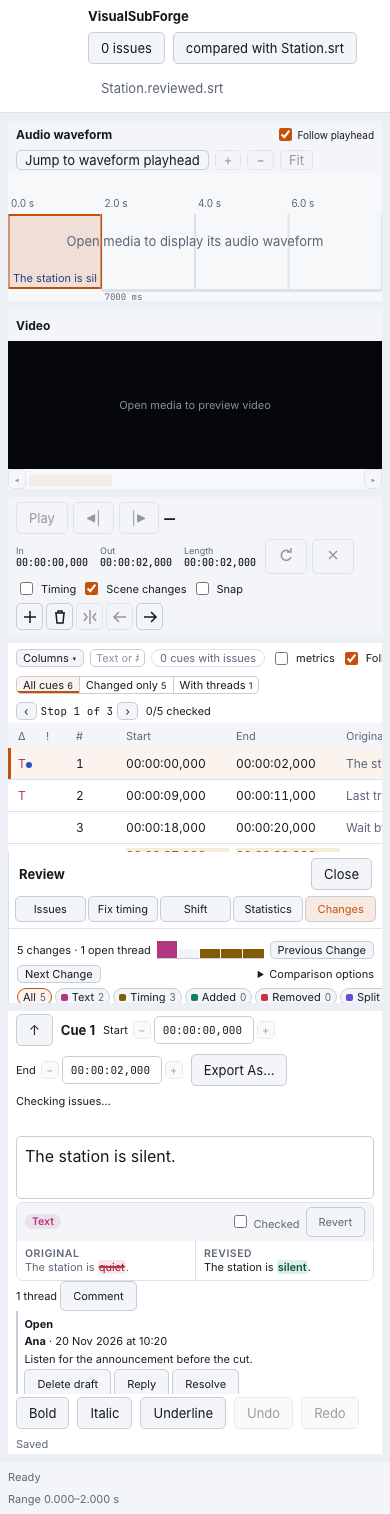 VisualSubForge
0 issues
compared with Station.srt
Station.reviewed.srt
Audio waveform
Follow playhead
Jump to waveform playhead
+
−
Fit
0.0 s 2.0 s 4.0 s 6.0 s
Open media to display its audio waveform
The station is sil
7000 ms
Video
Open media to preview video
Play
In Out Length
00:00:00,000 00:00:02,000 00:00:02,000
Timing Scene changes Snap
Columns
Text or
0 cues with issues
metrics
Foll
All cues 6 Changed only 5 With threads 1
Stop 1 of 3
0/5 checked
Δ ! # Start End Origina
T 1 00:00:00,000 00:00:02,000 The st
T 2 00:00:09,000 00:00:11,000 Last tr
3 00:00:18,000 00:00:20,000 Wait b
Review
Close
Issues Fix timing Shift Statistics Changes
5 changes · 1 open thread
Previous Change
Next Change
Comparison options
All 5 Text 2 Timing 3 Added 0 Removed 0 Split
↑
Cue 1 Start − 00:00:00,000 +
End − 00:00:02,000 + Export As...
Checking issues...
The station is silent.
Text
Checked
Revert
ORIGINAL
The station is quiet.
REVISED
The station is silent.
1 thread Comment
Open
Ana · 20 Nov 2026 at 10:20
Listen for the announcement before the cut.
Delete draft Reply Resolve
Bold Italic Underline Undo Redo
Saved
Ready
Range 0.000–2.000 s